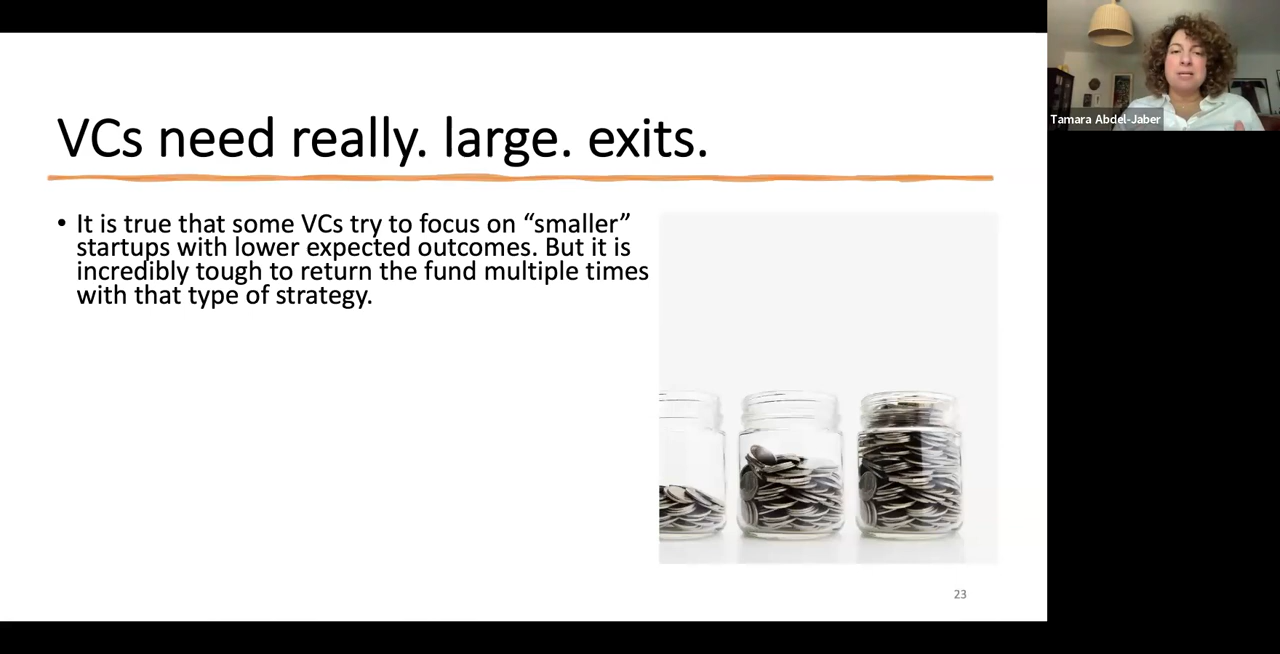 VCs need really. large. exits.
• It is true that some VCs try to focus on “smaller”
startups with lower expected outcomes. But it is
incredibly tough to return the fund multiple times
with that type of strategy.
23
Tamara Abdel-Jaber